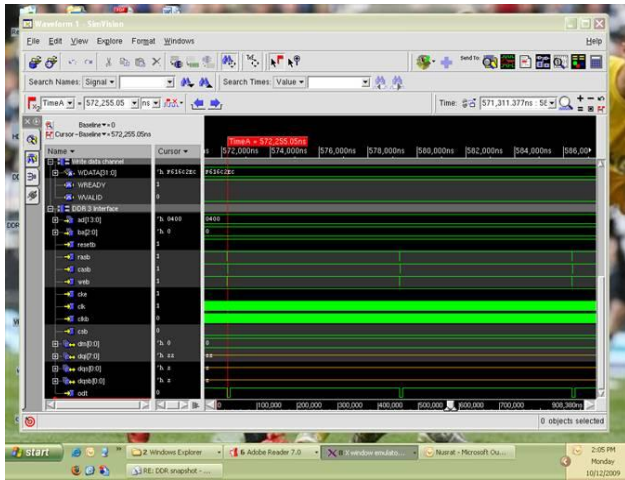 Waveform 1 - SimVision
File Edit View Explore Format Windows Help
Send To:
Search Names: Signal Search Times: Value
TimeA = 572,255.05 ns Time: 571,311.377ns : 58
Baseline = 0
Cursor-Baseline = 572,255.05ns
TimeA = 572,255.05ns
Name Cursor 572,000ns 574,000ns 576,000ns 578,000ns 580,000ns 582,000ns 584,000ns 586,00
Write data channel
WDATA[31:0] 'h F616C2EC F616C2EC
WREADY 1
WVALID 0
DDR 3 Interface
ad[13:0] 'h 0400 0400
ba[2:0] 'h 0 0
resetb 1
rasb 1
casb 1
web 1
cke 1
clk 1
clkb 0
csb 0
dm[0:0] 'h 0 0
dq[7:0] 'h zz zz
dqs[0:0] 'h z z
dqsb[0:0] 'h z z
odt 0
0 100,000 200,000 300,000 400,000 500,000 600,000 700,000 908,380ns
0 objects selected
start 2 Windows Explorer 6 Adobe Reader 7.0 X window emulato... Nusrat - Microsoft Ou... 2:05 PM
RE: DDR snapshot - ... Monday
10/12/2009